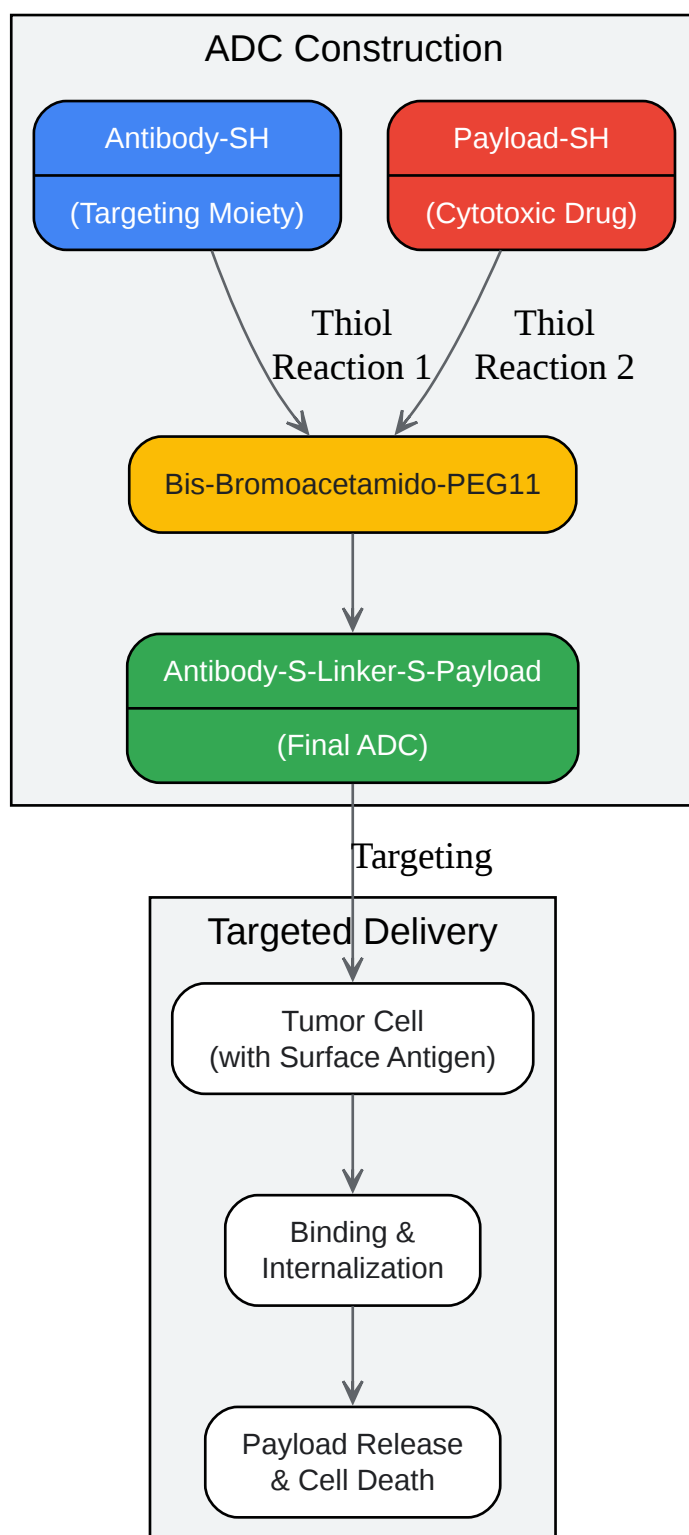 ADC Construction
Antibody-SH
(Targeting Moiety)
Payload-SH
(Cytotoxic Drug)
Thiol
Reaction 1
Thiol
Reaction 2
Bis-Bromoacetamido-PEG11
Antibody-S-Linker-S-Payload
(Final ADC)
Targeting
Targeted Delivery
Tumor Cell
(with Surface Antigen)
Binding &
Internalization
Payload Release
& Cell Death